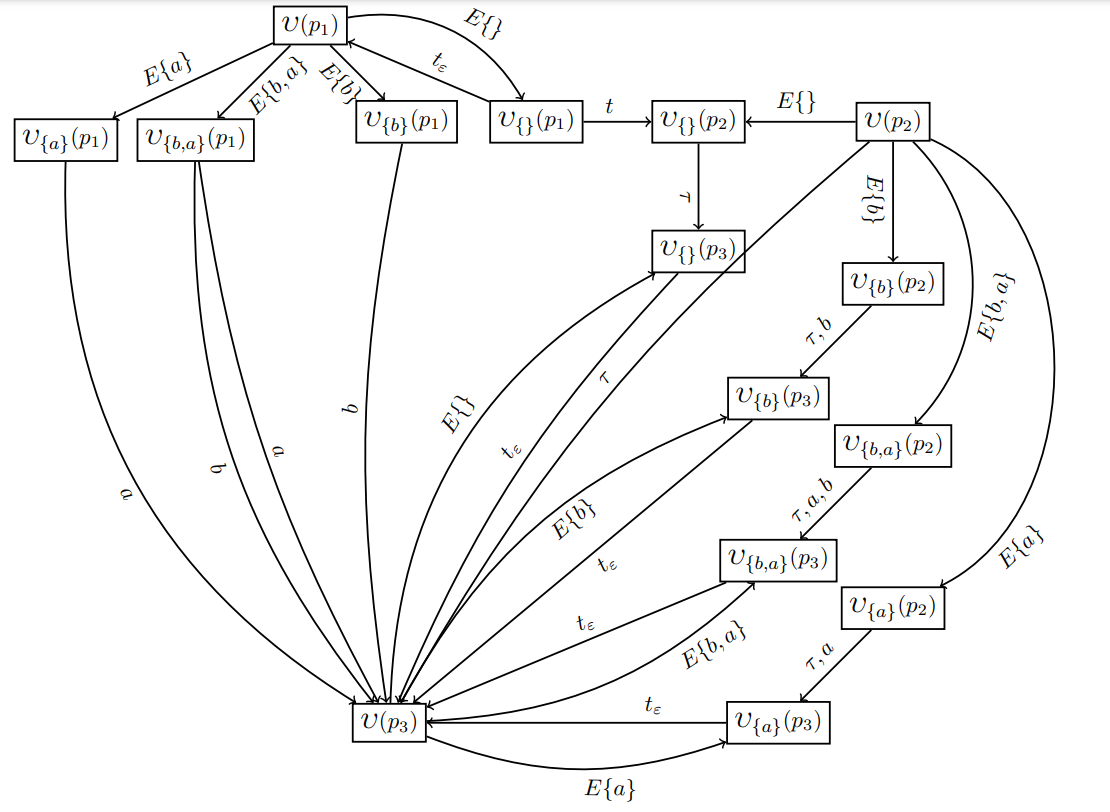 𝒰(p₁)
E{}
E{a}
E{b, a}
E{b}
t_ε
𝒰_{a}(p₁)
𝒰_{b,a}(p₁)
𝒰_{b}(p₁)
𝒰_{}(p₁)
t
𝒰_{}(p₂)
E{}
𝒰(p₂)
τ
E{b}
𝒰_{}(p₃)
𝒰_{b}(p₂)
E{b, a}
τ, b
τ
𝒰_{b}(p₃)
E{}
b
𝒰_{b,a}(p₂)
t_ε
a
b
a
τ, a, b
E{b}
t_ε
𝒰_{b,a}(p₃)
E{a}
𝒰_{a}(p₂)
t_ε
E{b, a}
τ, a
𝒰(p₃)
t_ε
𝒰_{a}(p₃)
E{a}